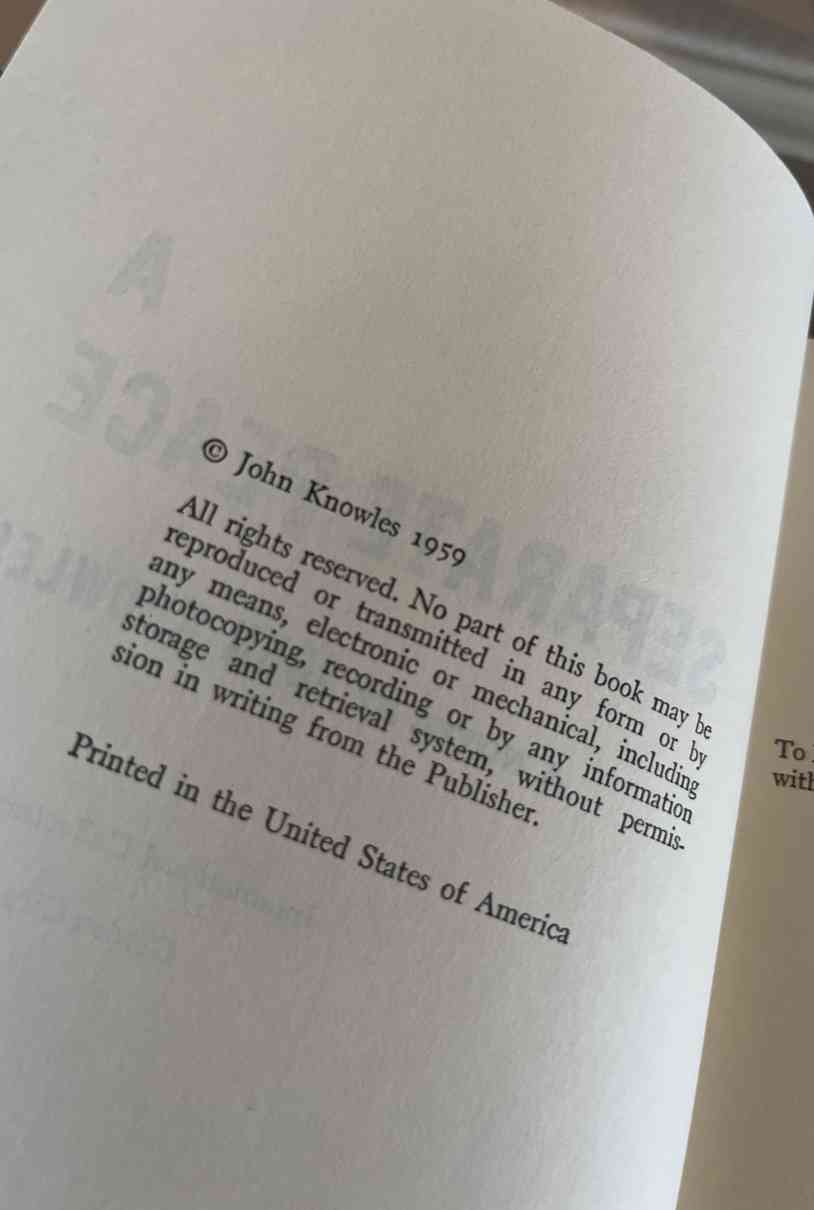 © John Knowles 1959
All rights reserved. No part of this book may be
reproduced or transmitted in any form or by
any means, electronic or mechanical, including
photocopying, recording or by any information
storage and retrieval system, without permis-
sion in writing from the Publisher.
Printed in the United States of America
A
SEPARATE PEACE
To